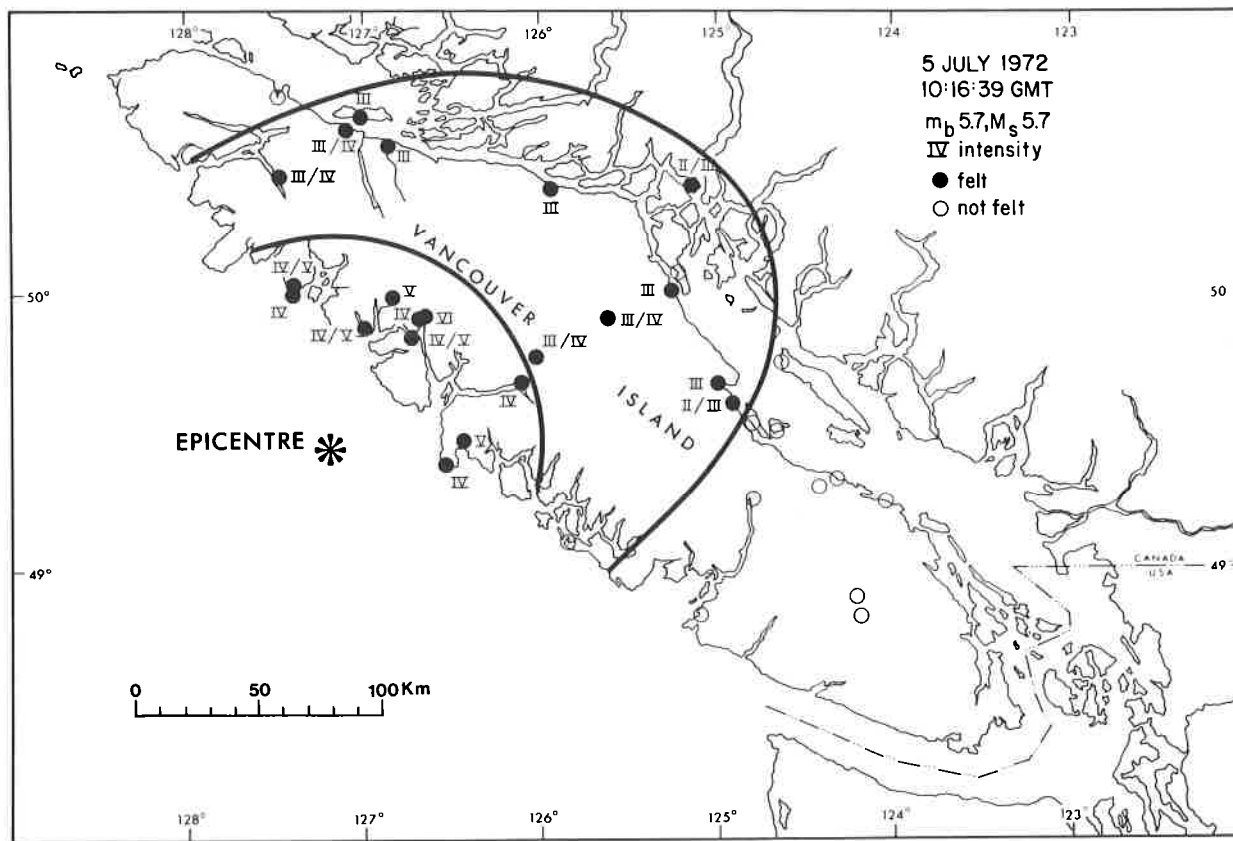 128° 127° 126° 125 124 123
5 JULY 1972
10:16:39 GMT
m_b 5.7, M_s 5.7
IV intensity
● felt
○ not felt
III
III/IV
III
II/III
III/IV
III
VANCOUVER
IV/V
50° 50
IV
V
III
IV
VI
III/IV
IV/V
IV/V
III/IV
III
IV
II/III
ISLAND
EPICENTRE
V
IV
CANADA
49° 49°
USA
0 50 100 Km
128° 127° 126° 125° 124° 123°